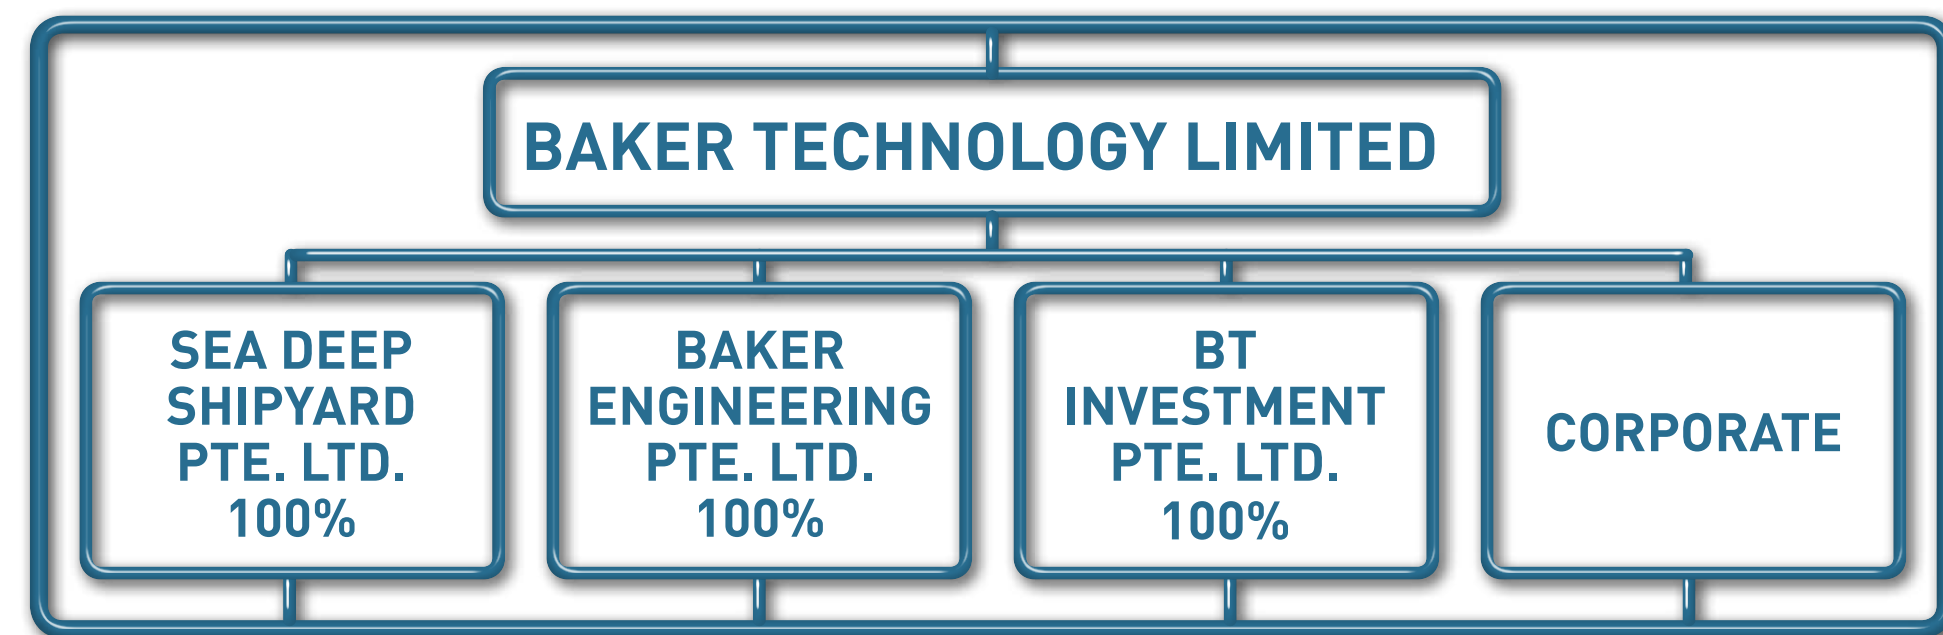 BAKER TECHNOLOGY LIMITED
SEA DEEP
SHIPYARD
PTE. LTD.
100%
BAKER
ENGINEERING
PTE. LTD.
100%
BT
INVESTMENT
PTE. LTD.
100%
CORPORATE